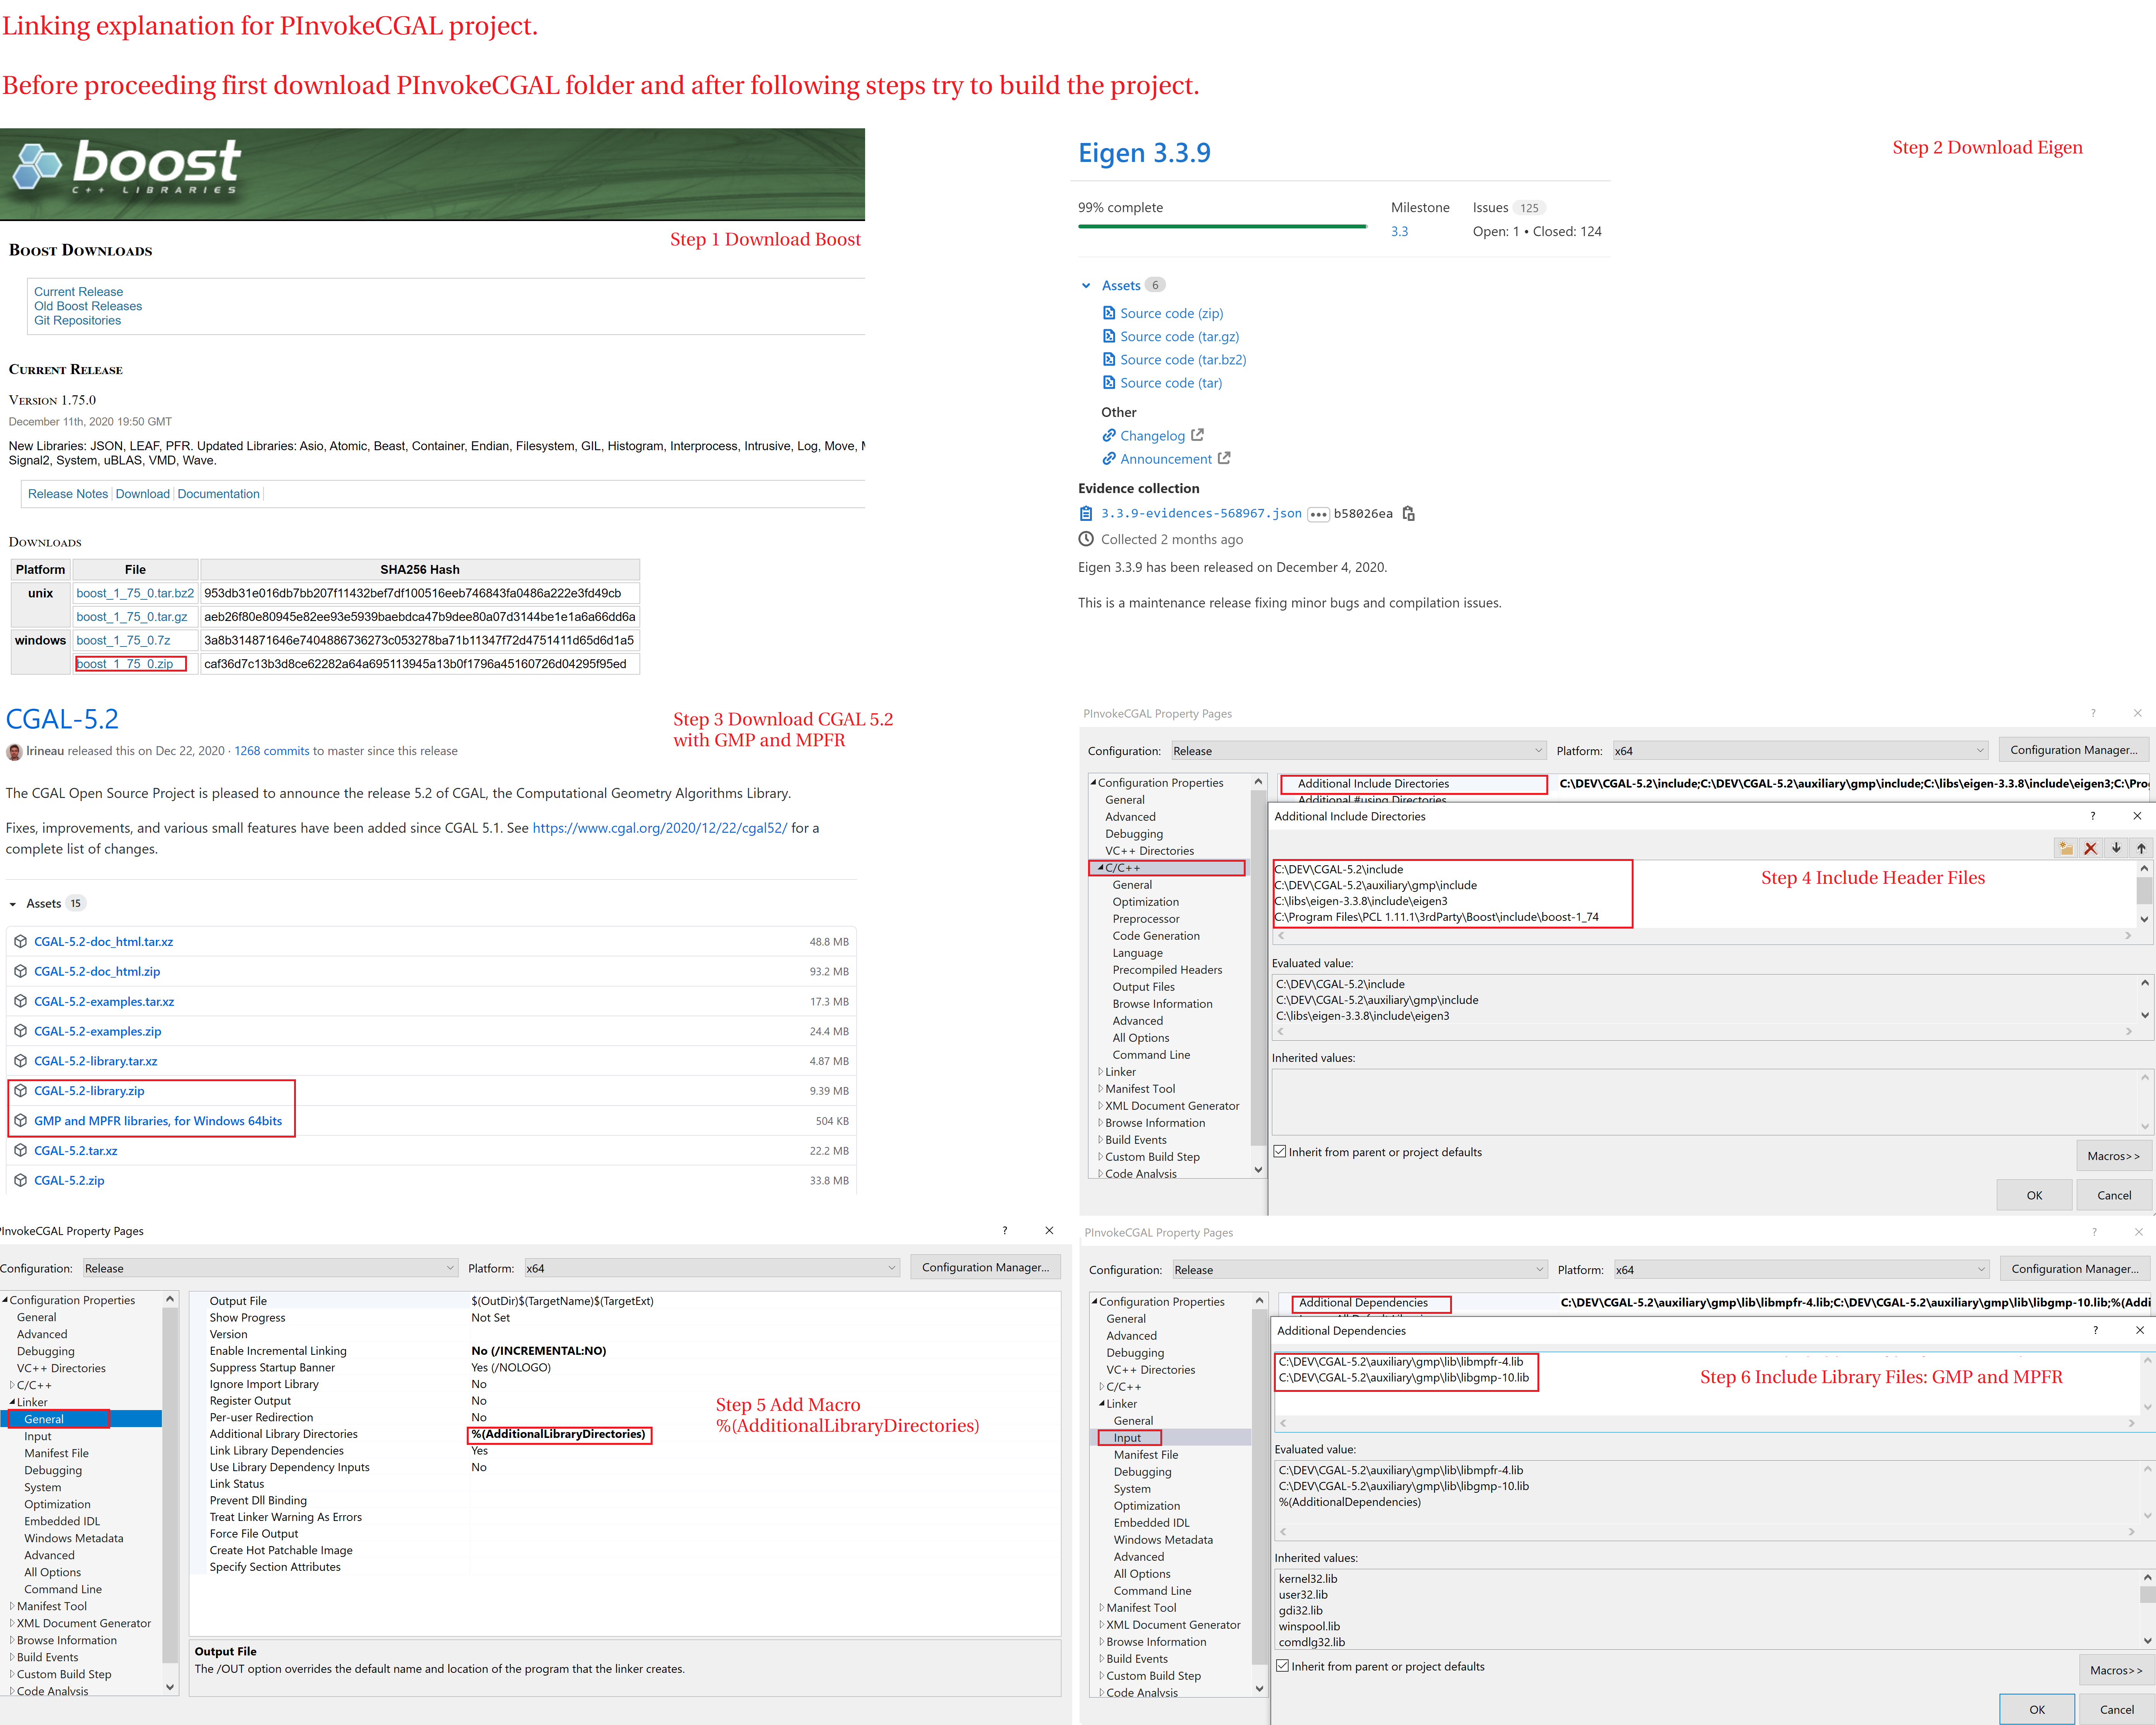 Linking explanation for PInvokeCGAL project.
Before proceeding first download PInvokeCGAL folder and after following steps try to build the project.
boost
C++ LIBRARIES
Step 1 Download Boost
BOOST DOWNLOADS
Current Release
Old Boost Releases
Git Repositories
CURRENT RELEASE
VERSION 1.75.0
December 11th, 2020 19:50 GMT
New Libraries: JSON, LEAF, PFR. Updated Libraries: Asio, Atomic, Beast, Container, Endian, Filesystem, GIL, Histogram, Interprocess, Intrusive, Log, Move,
Signal2, System, uBLAS, VMD, Wave.
Release Notes | Download | Documentation |
DOWNLOADS
Platform File SHA256 Hash
unix boost_1_75_0.tar.bz2 953db31e016db7bb207f11432bef7df100516eeb746843fa0486a222e3fd49cb
boost_1_75_0.tar.gz aeb26f80e80945e82ee93e5939baebdca47b9dee80a07d3144be1e1a6a66dd6a
windows boost_1_75_0.7z 3a8b314871646e7404886736273c053278ba71b11347f72d4751411d65d6d1a5
boost_1_75_0.zip caf36d7c13b3d8ce62282a64a695113945a13b0f1796a45160726d04295f95ed
Eigen 3.3.9
Step 2 Download Eigen
99% complete
Milestone
3.3
Issues 125
Open: 1 • Closed: 124
Assets 6
Source code (zip)
Source code (tar.gz)
Source code (tar.bz2)
Source code (tar)
Other
Changelog
Announcement
Evidence collection
3.3.9-evidences-568967.json ... b58026ea
Collected 2 months ago
Eigen 3.3.9 has been released on December 4, 2020.
This is a maintenance release fixing minor bugs and compilation issues.
CGAL-5.2
Step 3 Download CGAL 5.2
with GMP and MPFR
lrineau released this on Dec 22, 2020 · 1268 commits to master since this release
The CGAL Open Source Project is pleased to announce the release 5.2 of CGAL, the Computational Geometry Algorithms Library.
Fixes, improvements, and various small features have been added since CGAL 5.1. See https://www.cgal.org/2020/12/22/cgal52/ for a
complete list of changes.
Assets 15
CGAL-5.2-doc_html.tar.xz 48.8 MB
CGAL-5.2-doc_html.zip 93.2 MB
CGAL-5.2-examples.tar.xz 17.3 MB
CGAL-5.2-examples.zip 24.4 MB
CGAL-5.2-library.tar.xz 4.87 MB
CGAL-5.2-library.zip 9.39 MB
GMP and MPFR libraries, for Windows 64bits 504 KB
CGAL-5.2.tar.xz 22.2 MB
CGAL-5.2.zip 33.8 MB
PInvokeCGAL Property Pages ?
Configuration: Release Platform: x64 Configuration Manager...
Configuration Properties
General
Advanced
Debugging
VC++ Directories
C/C++
General
Optimization
Preprocessor
Code Generation
Language
Precompiled Headers
Output Files
Browse Information
Advanced
All Options
Command Line
Linker
Manifest Tool
XML Document Generator
Browse Information
Build Events
Custom Build Step
Code Analysis
Additional Include Directories C:\DEV\CGAL-5.2\include;C:\DEV\CGAL-5.2\auxiliary\gmp\include;C:\libs\eigen-3.3.8\include\eigen3;C:\Pro
Additional #using Directories
Additional Include Directories ?
C:\DEV\CGAL-5.2\include
C:\DEV\CGAL-5.2\auxiliary\gmp\include
C:\libs\eigen-3.3.8\include\eigen3
C:\Program Files\PCL 1.11.1\3rdParty\Boost\include\boost-1_74
Step 4 Include Header Files
Evaluated value:
C:\DEV\CGAL-5.2\include
C:\DEV\CGAL-5.2\auxiliary\gmp\include
C:\libs\eigen-3.3.8\include\eigen3
Inherited values:
Inherit from parent or project defaults
Macros>>
OK Cancel
PInvokeCGAL Property Pages ?
Configuration: Release Platform: x64 Configuration Manager...
Configuration Properties
General
Advanced
Debugging
VC++ Directories
C/C++
Linker
General
Input
Manifest File
Debugging
System
Optimization
Embedded IDL
Windows Metadata
Advanced
All Options
Command Line
Manifest Tool
XML Document Generator
Browse Information
Build Events
Custom Build Step
Code Analysis
Output File $(OutDir)$(TargetName)$(TargetExt)
Show Progress Not Set
Version
Enable Incremental Linking No (/INCREMENTAL:NO)
Suppress Startup Banner Yes (/NOLOGO)
Ignore Import Library No
Register Output No
Per-user Redirection No
Additional Library Directories %(AdditionalLibraryDirectories)
Link Library Dependencies Yes
Use Library Dependency Inputs No
Link Status
Prevent Dll Binding
Treat Linker Warning As Errors
Force File Output
Create Hot Patchable Image
Specify Section Attributes
Step 5 Add Macro
%(AdditionalLibraryDirectories)
Output File
The /OUT option overrides the default name and location of the program that the linker creates.
PInvokeCGAL Property Pages ?
Configuration: Release Platform: x64 Configuration Manager...
Configuration Properties
General
Advanced
Debugging
VC++ Directories
C/C++
Linker
General
Input
Manifest File
Debugging
System
Optimization
Embedded IDL
Windows Metadata
Advanced
All Options
Command Line
Manifest Tool
XML Document Generator
Browse Information
Build Events
Custom Build Step
Code Analysis
Additional Dependencies C:\DEV\CGAL-5.2\auxiliary\gmp\lib\libmpfr-4.lib;C:\DEV\CGAL-5.2\auxiliary\gmp\lib\libgmp-10.lib;%(Addi
Additional Dependencies ?
C:\DEV\CGAL-5.2\auxiliary\gmp\lib\libmpfr-4.lib
C:\DEV\CGAL-5.2\auxiliary\gmp\lib\libgmp-10.lib
Step 6 Include Library Files: GMP and MPFR
Evaluated value:
C:\DEV\CGAL-5.2\auxiliary\gmp\lib\libmpfr-4.lib
C:\DEV\CGAL-5.2\auxiliary\gmp\lib\libgmp-10.lib
%(AdditionalDependencies)
Inherited values:
kernel32.lib
user32.lib
gdi32.lib
winspool.lib
comdlg32.lib
Inherit from parent or project defaults
Macros>>
OK Cancel